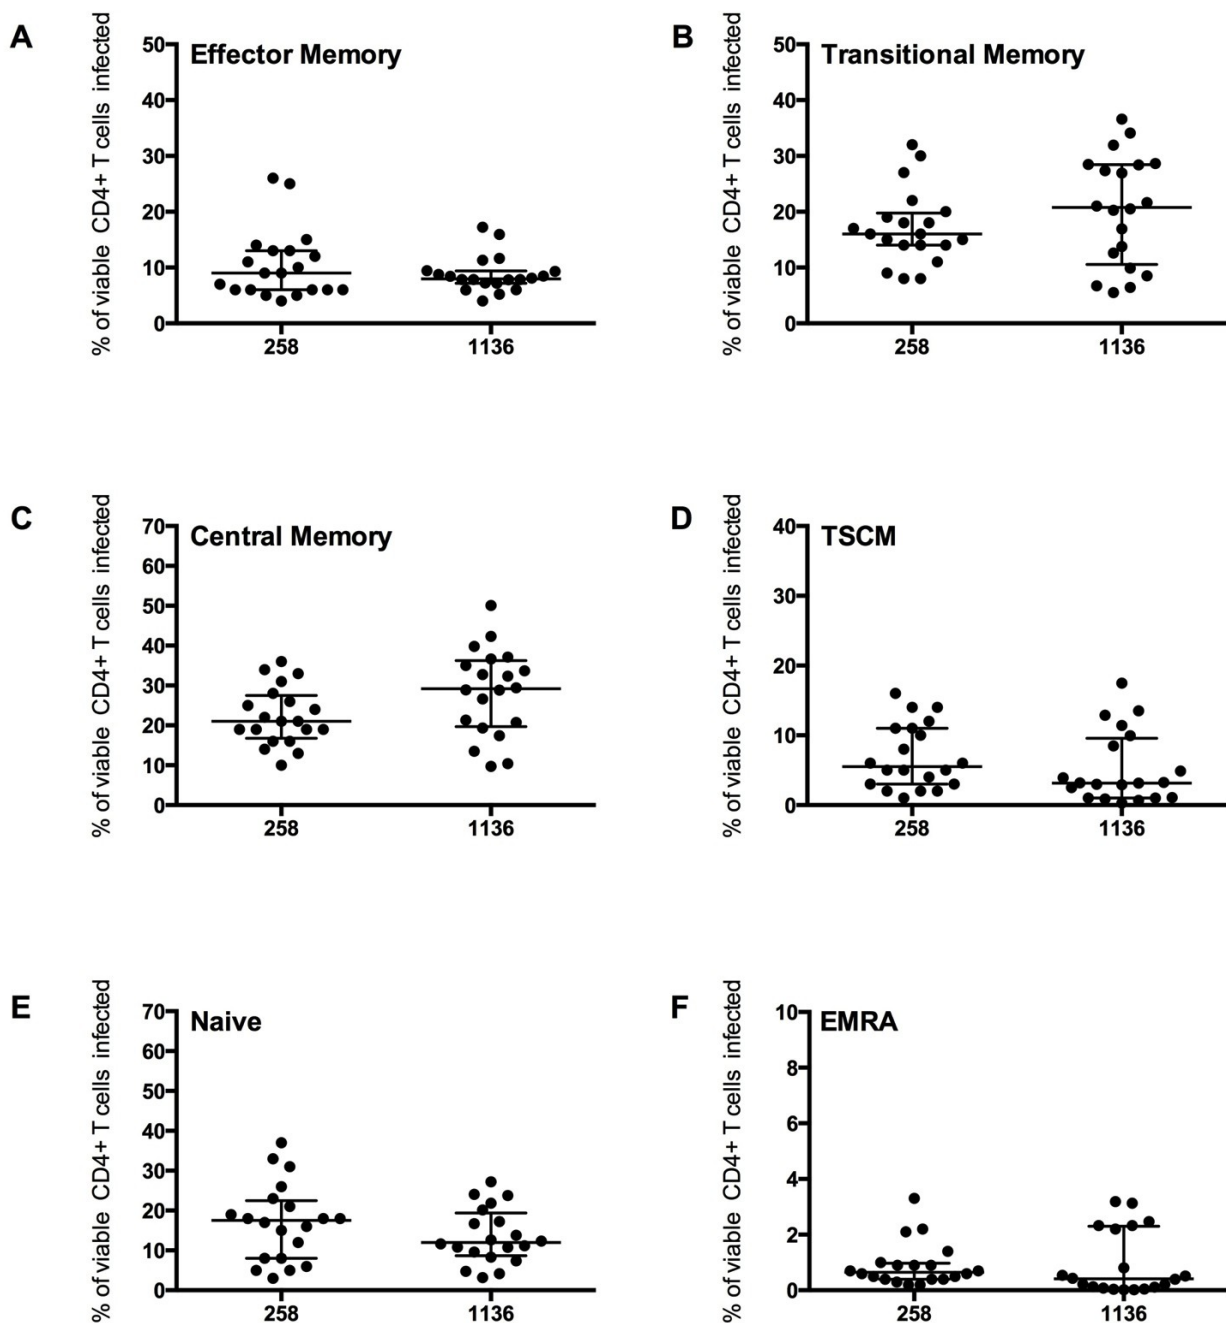 A
% of viable CD4+ T cells infected
50
40
30
20
10
0
Effector Memory
258
1136
B
% of viable CD4+ T cells infected
50
40
30
20
10
0
Transitional Memory
258
1136
C
% of viable CD4+ T cells infected
70
60
50
40
30
20
10
0
Central Memory
258
1136
D
% of viable CD4+ T cells infected
40
30
20
10
0
TSCM
258
1136
E
% of viable CD4+ T cells infected
70
60
50
40
30
20
10
0
Naive
258
1136
F
% of viable CD4+ T cells infected
10
8
6
4
2
0
EMRA
258
1136